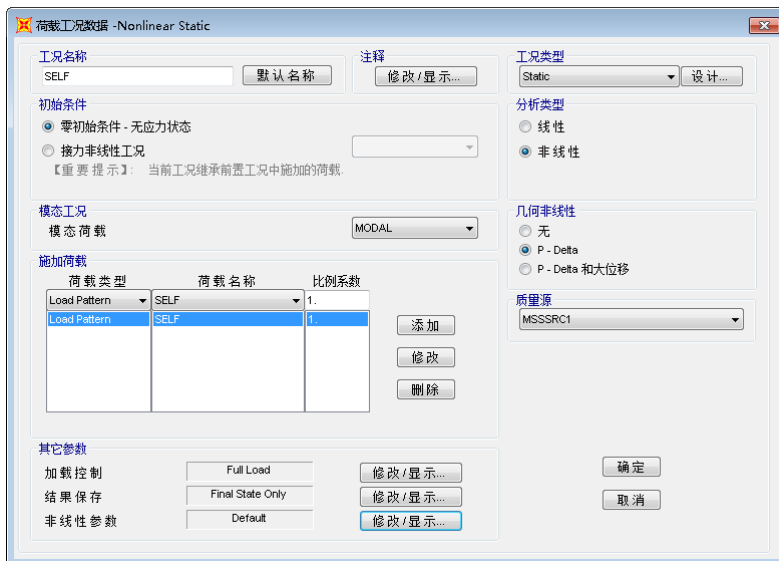 荷载工况数据 -Nonlinear Static
工况名称
SELF
默认名称
注释
修改/显示...
工况类型
Static
设计...
初始条件
零初始条件 - 无应力状态
接力非线性工况
【重要提示】: 当前工况继承前置工况中施加的荷载.
分析类型
线性
非线性
模态工况
模态荷载
MODAL
几何非线性
无
P - Delta
P - Delta 和大位移
施加荷载
荷载类型 荷载名称 比例系数
Load Pattern SELF 1.
Load Pattern SELF 1.
添加
修改
删除
质量源
MSSSRC1
其它参数
加载控制 Full Load 修改/显示...
结果保存 Final State Only 修改/显示...
非线性参数 Default 修改/显示...
确定
取消